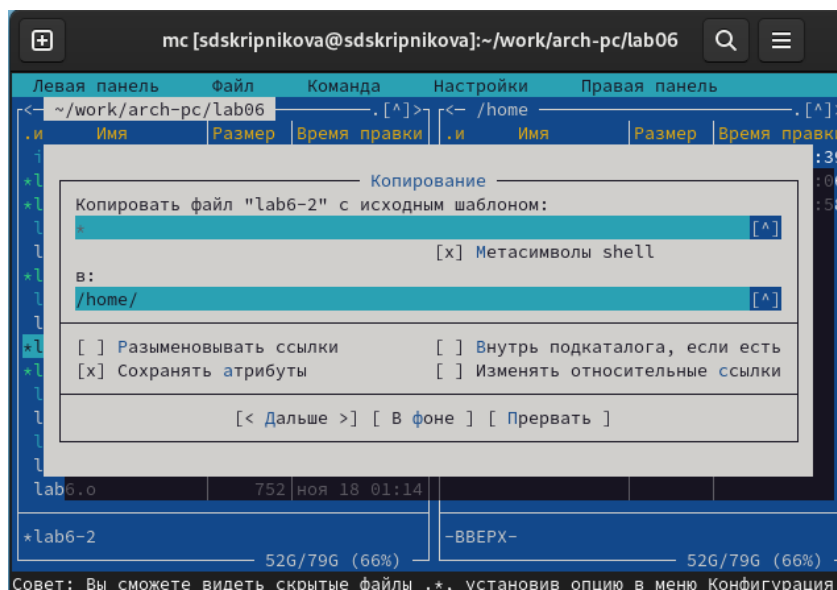 mc [sdskripnikova@sdskripnikova]:~/work/arch-pc/lab06
Левая панель Файл Команда Настройки Правая панель
<— ~/work/arch-pc/lab06 .[^]> <— /home .[^]>
.и Имя Размер Время правки .и Имя Размер Время правки
Копирование
Копировать файл "lab6-2" с исходным шаблоном:
* [^]
[x] Метасимволы shell
в:
/home/ [^]
[ ] Разыменовывать ссылки [ ] Внутрь подкаталога, если есть
[x] Сохранять атрибуты [ ] Изменять относительные ссылки
[< Дальше >] [ В фоне ] [ Прервать ]
lab6.o 752 ноя 18 01:14
*lab6-2 -ВВЕРХ-
52G/79G (66%) 52G/79G (66%)
Совет: Вы сможете видеть скрытые файлы .*, установив опцию в меню Конфигурация